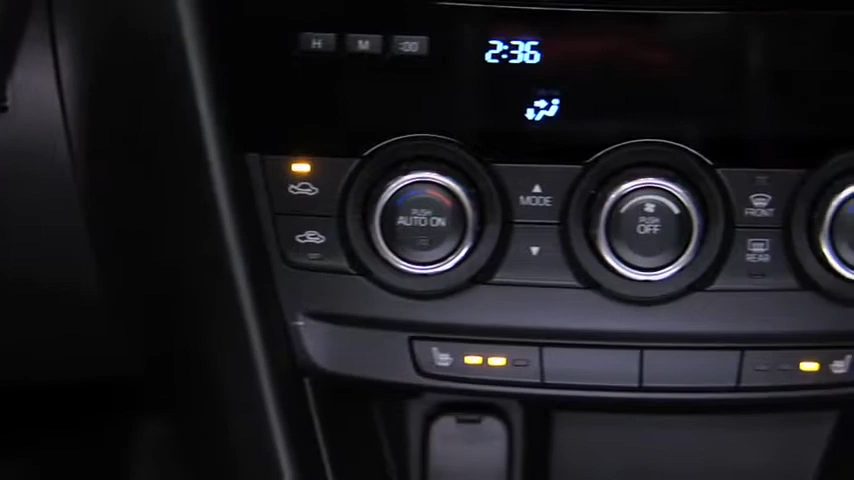 H M :00
2:36
PUSH
AUTO ON
MODE
PUSH
OFF
FRONT
REAR